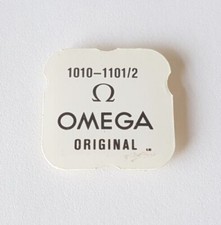 1010-1101/2
Ω
OMEGA
ORIGINAL